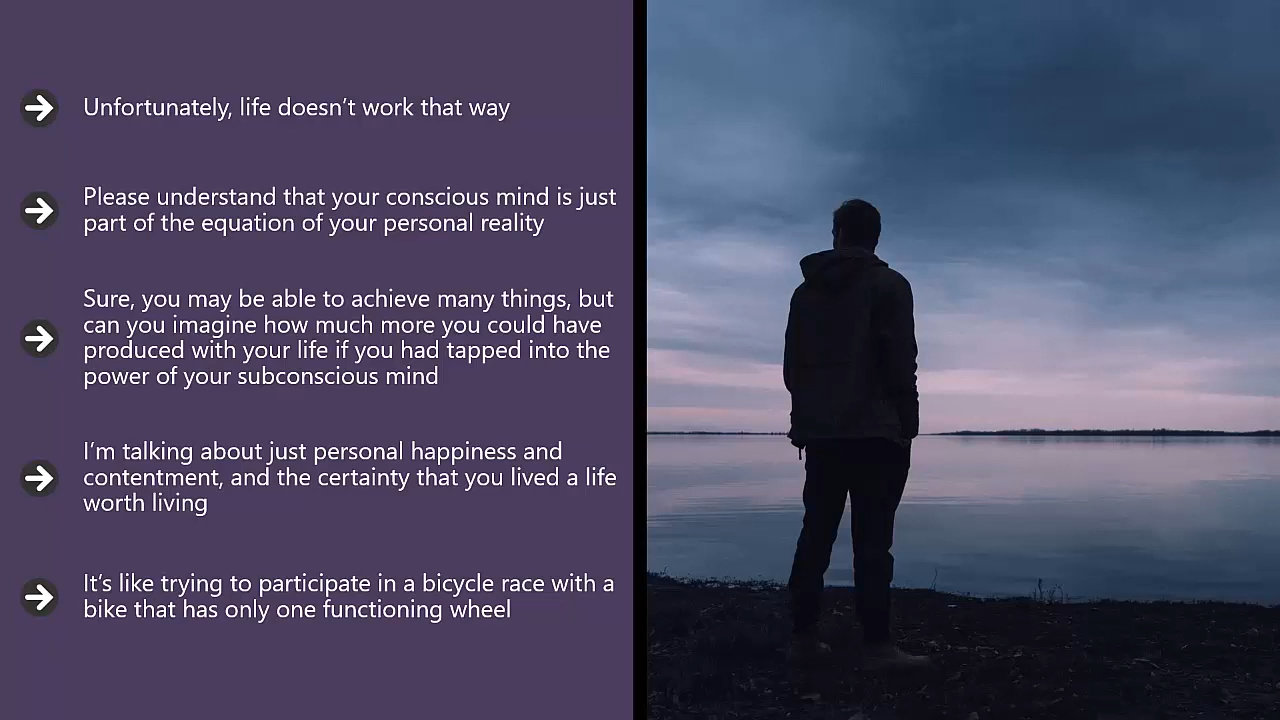 Unfortunately, life doesn’t work that way
Please understand that your conscious mind is just
part of the equation of your personal reality
Sure, you may be able to achieve many things, but
can you imagine how much more you could have
produced with your life if you had tapped into the
power of your subconscious mind
I’m talking about just personal happiness and
contentment, and the certainty that you lived a life
worth living
It’s like trying to participate in a bicycle race with a
bike that has only one functioning wheel